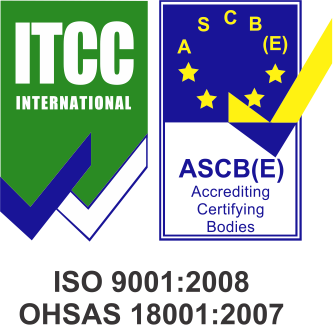 ITCC
INTERNATIONAL
A S C B (E)
ASCB(E)
Accrediting
Certifying
Bodies
ISO 9001:2008
OHSAS 18001:2007